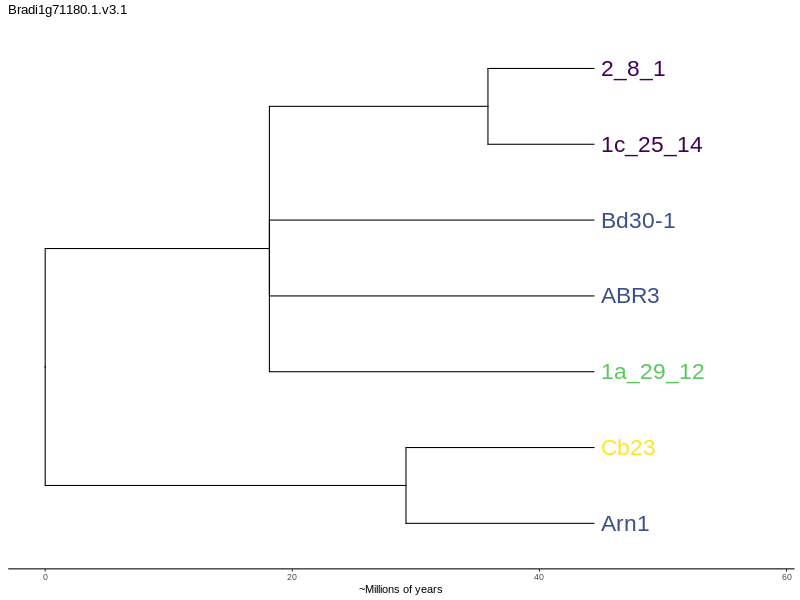 Bradi1g71180.1.v3.1
2_8_1
1c_25_14
Bd30-1
ABR3
1a_29_12
Cb23
Arn1
0 20 40 60
~Millions of years